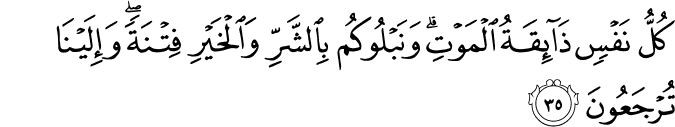 كُلُّ نَفْسٍ ذَآئِقَةُ ٱلْمَوْتِ ۗ وَنَبْلُوكُم بِٱلشَّرِّ وَٱلْخَيْرِ فِتْنَةً ۖ وَإِلَيْنَا
تُرْجَعُونَ ٣٥